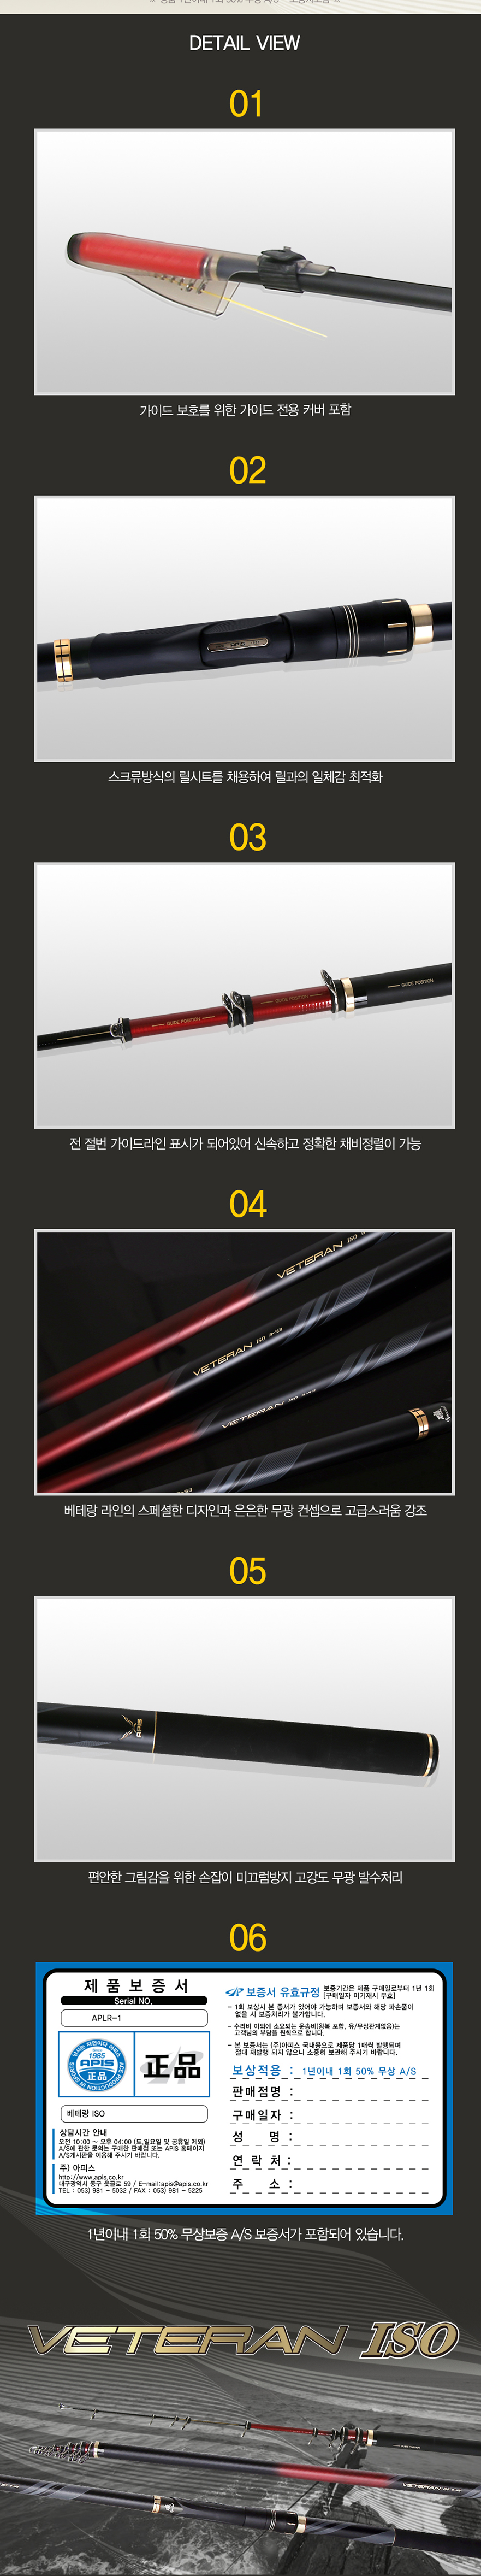 DETAIL VIEW
01
가이드 보호를 위한 가이드 전용 커버 포함
02
APIS
스크류방식의 릴시트를 채용하여 릴과의 일체감 최적화
03
GUIDE POSITION
GUIDE POSITION
GUIDE POSITION
전 절번 가이드라인 표시가 되어있어 신속하고 정확한 채비정렬이 가능
04
VETERAN ISO
VETERAN ISO 3-53
VETERAN ISO
베테랑 라인의 스페셜한 디자인과 은은한 무광 컨셉으로 고급스러움 강조
05
APIS
편안한 그립감을 위한 손잡이 미끄럼방지 고강도 무광 발수처리
06
제 품 보 증 서
Serial NO.
APLR-1
Since
1985
APIS
正品
ACE PRODUCTION IN SPORTS
正品
베테랑 ISO
상담시간 안내
오전 10:00 ~ 오후 04:00 (토,일요일 및 공휴일 제외)
A/S에 관한 문의는 구매한 판매점 또는 APIS 홈페이지
A/S게시판을 이용해 주시기 바랍니다.
주) 아피스
http://www.apis.co.kr
대구광역시 동구 팔공로 59 / E-mail:apis@apis.co.kr
TEL : 053) 981 - 5032 / FAX : 053) 981 - 5225
보증서 유효규정 보증기간은 제품 구매일로부터 1년 1회
[구매일자 미기재시 무효]
- 1회 보상시 본 증서가 있어야 가능하며 보증서와 해당 파손품이
없을 시 보증처리가 불가합니다.
- 수리비 이외에 소요되는 운송비(왕복 포함, 유/무상관계없음)는
고객님의 부담을 원칙으로 합니다.
- 본 보증서는 (주)아피스 국내용으로 제품당 1매씩 발행되며
절대 재발행 되지 않으니 소중히 보관해 주시기 바랍니다.
보상적용 : 1년이내 1회 50% 무상 A/S
판매점명 :
구매일자 :
성 명 :
연 락 처 :
주 소 :
1년이내 1회 50% 무상보증 A/S 보증서가 포함되어 있습니다.
VETERAN ISO